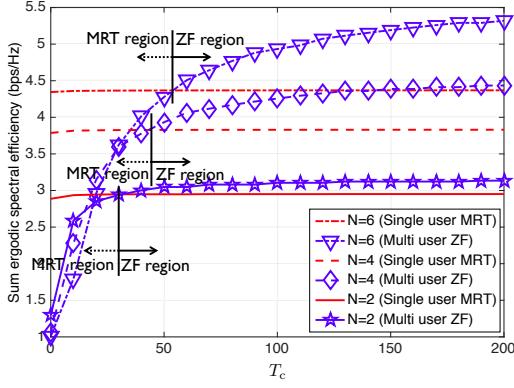 5.5
5
4.5
4
3.5
3
2.5
2
1.5
1
Sum ergodic spectral efficiency (bps/Hz)
MRT region ZF region
MRT region ZF region
MRT region ZF region
N=6 (Single user MRT)
N=6 (Multi user ZF)
N=4 (Single user MRT)
N=4 (Multi user ZF)
N=2 (Single user MRT)
N=2 (Multi user ZF)
0 50 100 150 200
T_c